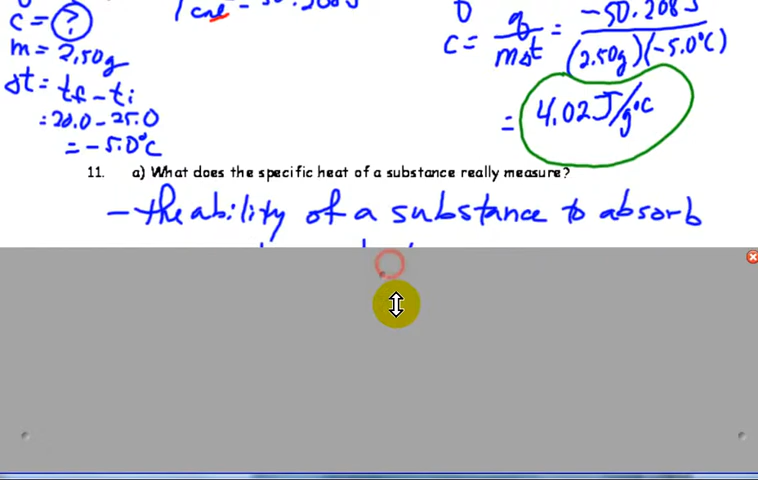 c = ?
m = 2.50g
Δt = tf - ti
= 20.0 - 25.0
= -5.0°C
-50.208J
c = q/mΔt = (2.50g)(-5.0°C)
= 4.02 J/g°C
11. a) What does the specific heat of a substance really measure?
- the ability of a substance to absorb